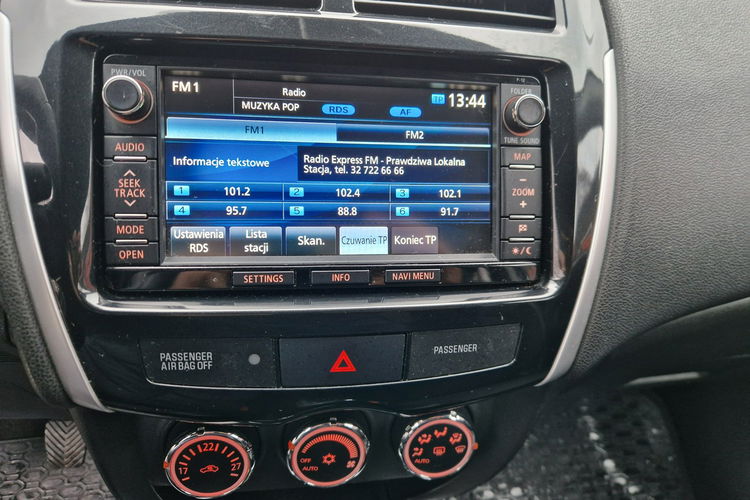 PWR/VOL
FM1
Radio
MUZYKA POP
RDS
AF
TP
13:44
FOLDER
TUNE SOUND
FM1
FM2
Informacje tekstowe
Radio Express FM - Prawdziwa Lokalna
Stacja, tel. 32 722 66 66
1 101.2
2 102.4
3 102.1
4 95.7
5 88.8
6 91.7
Ustawienia
RDS
Lista
stacji
Skan.
Czuwanie TP
Koniec TP
AUDIO
SEEK
TRACK
MODE
OPEN
MAP
−
ZOOM
+
SETTINGS
INFO
NAVI MENU
PASSENGER
AIR BAG OFF
PASSENGER
17
22
27
OFF
AUTO
AUTO